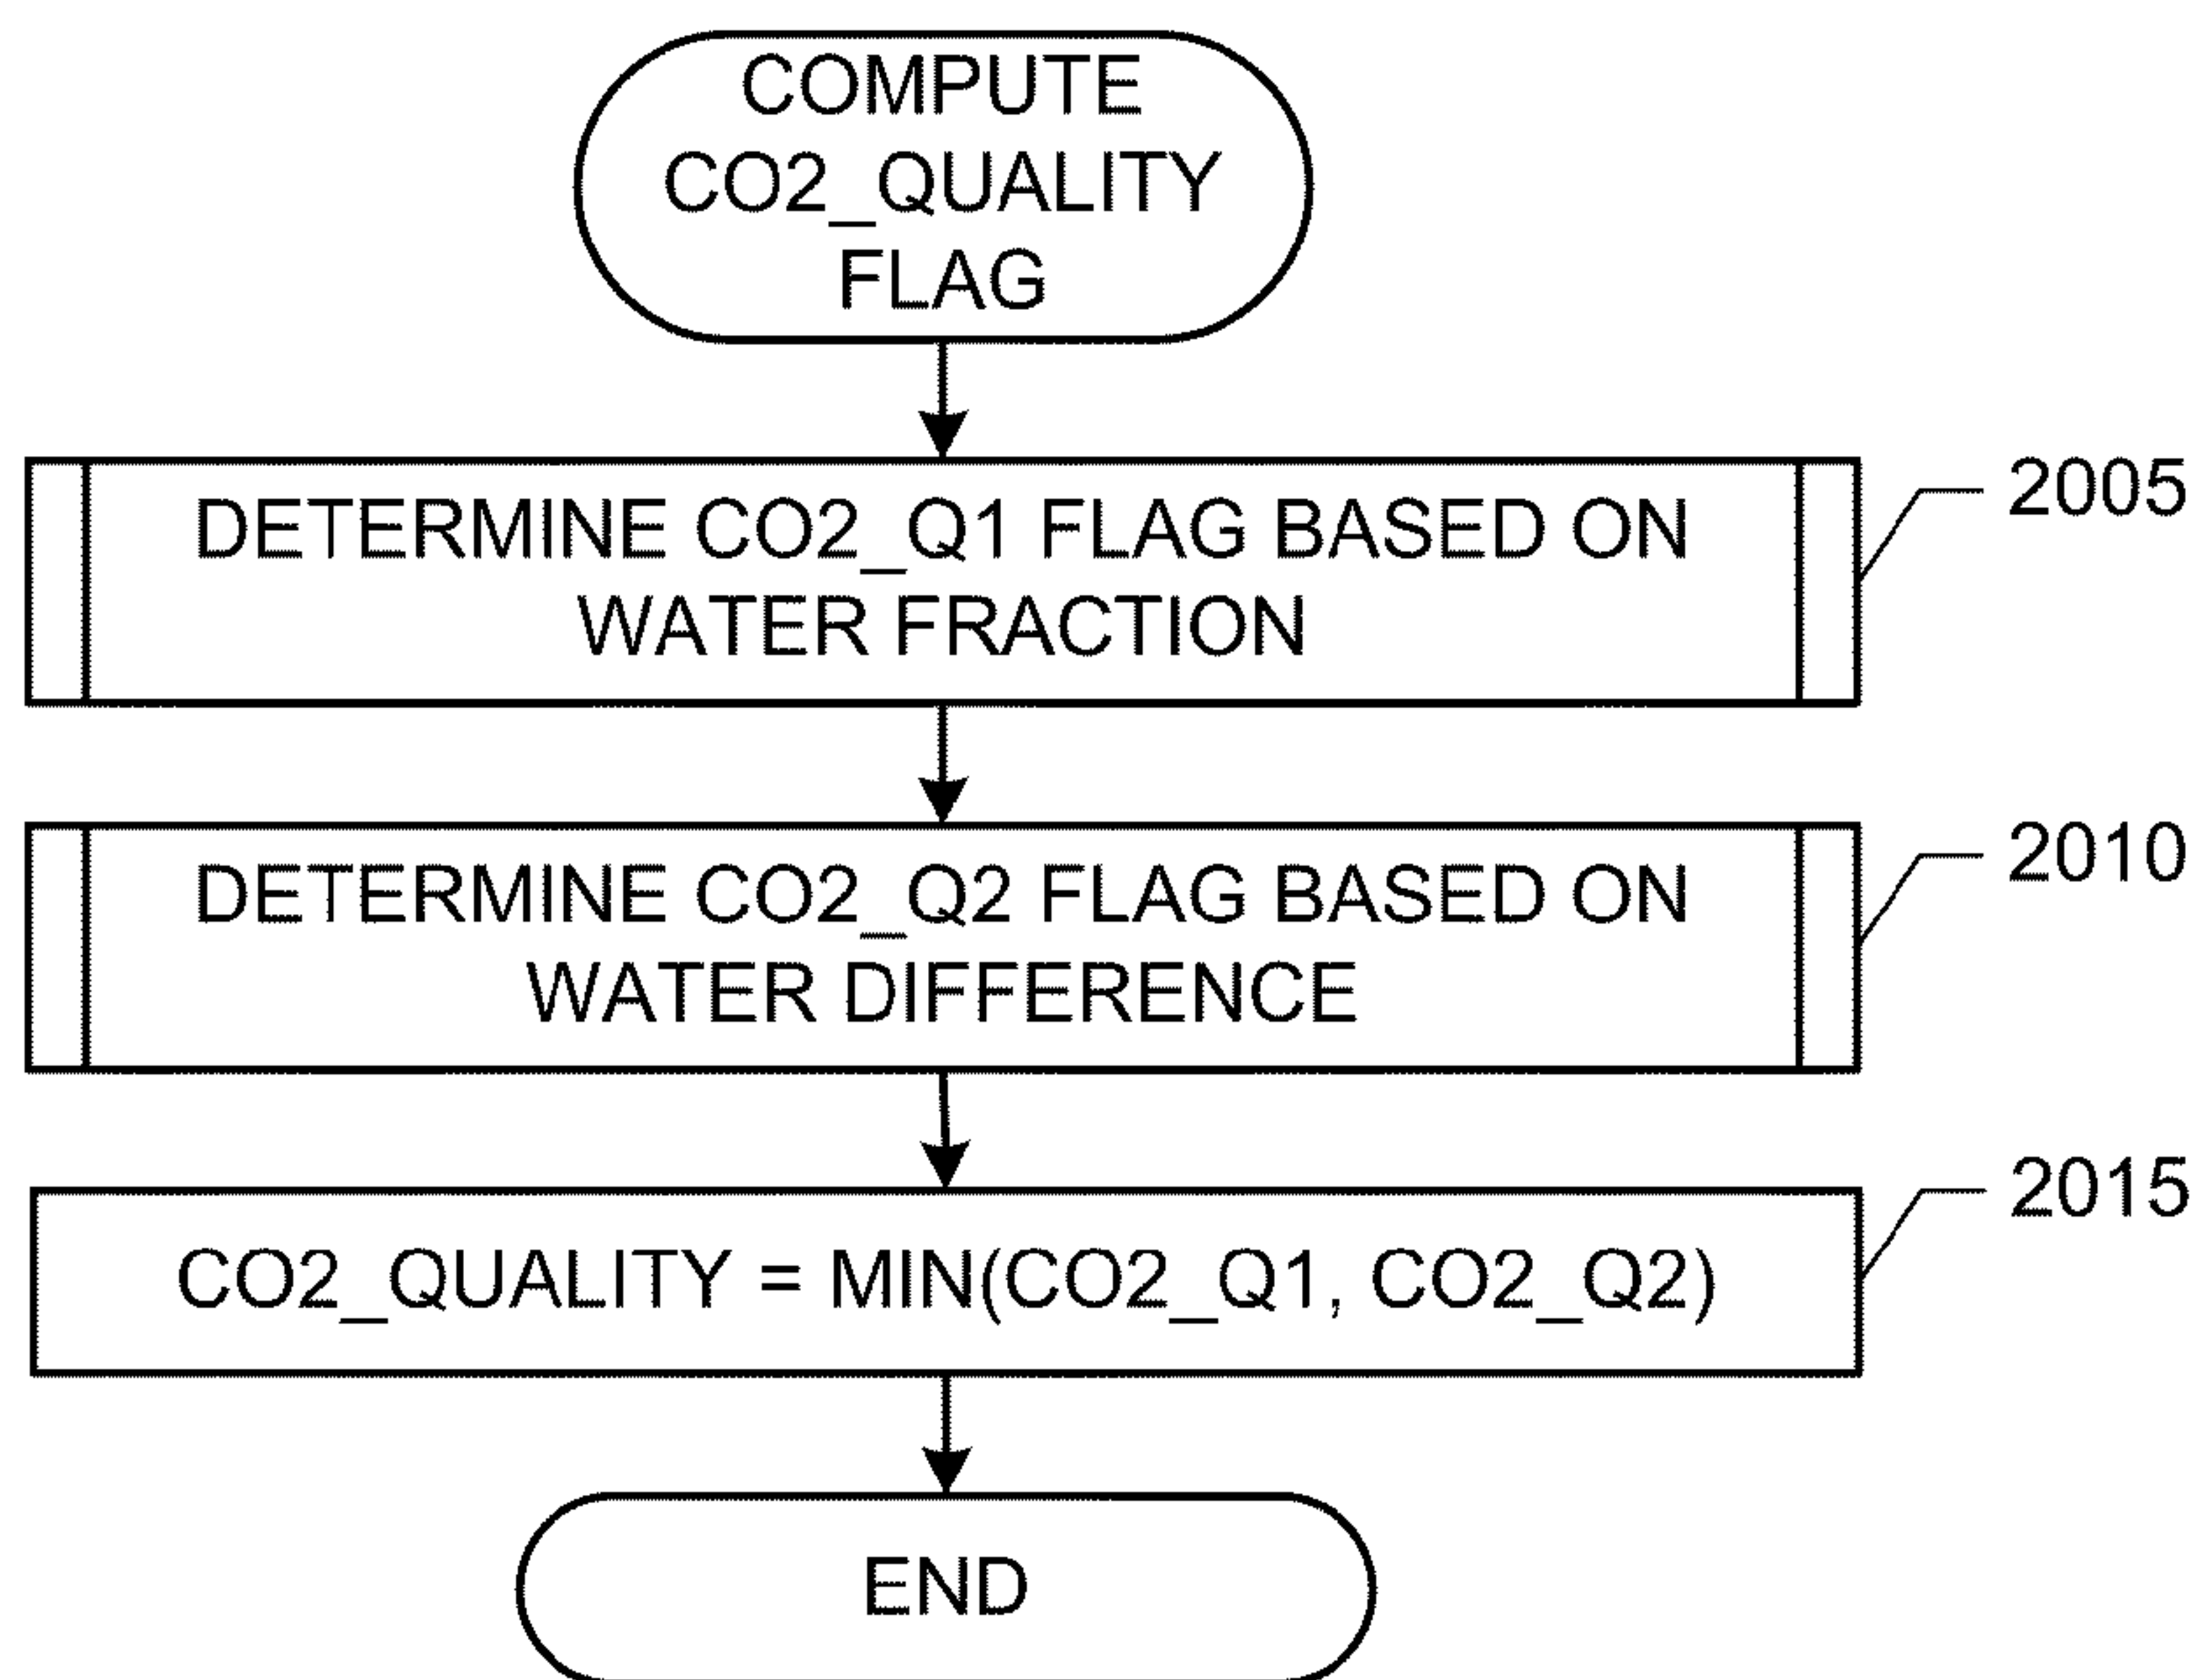 COMPUTE
CO2_QUALITY
FLAG
DETERMINE CO2_Q1 FLAG BASED ON
WATER FRACTION
2005
DETERMINE CO2_Q2 FLAG BASED ON
WATER DIFFERENCE
2010
CO2_QUALITY = MIN(CO2_Q1, CO2_Q2)
2015
END